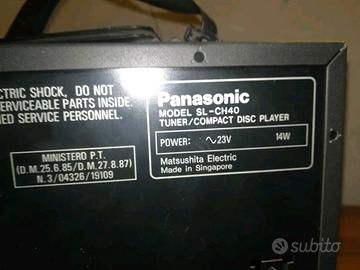 CTRIC SHOCK, DO NOT
ERVICEABLE PARTS INSIDE.
ED SERVICE PERSONNEL.
MINISTERO P.T.
(D.M.25.6.85/D.M.27.8.87)
N.3/04326/19109
Panasonic
MODEL SL-CH40
TUNER/COMPACT DISC PLAYER
POWER: ∿23V 14W
Matsushita Electric
Made in Singapore
subito